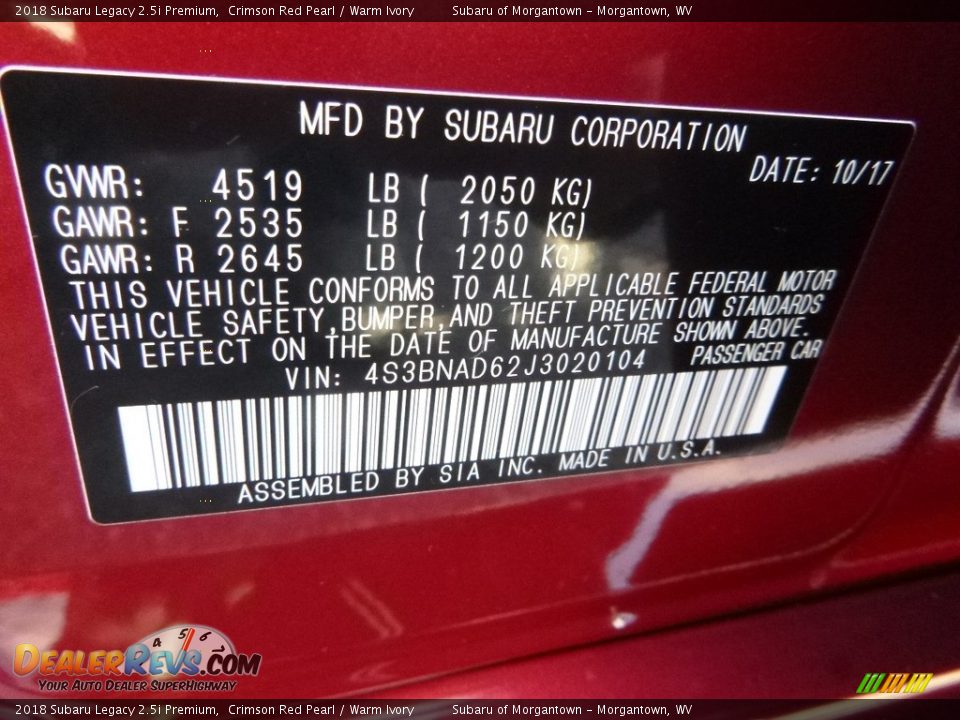 2018 Subaru Legacy 2.5i Premium, Crimson Red Pearl / Warm Ivory Subaru of Morgantown - Morgantown, WV
MFD BY SUBARU CORPORATION
DATE: 10/17
GVWR: 4519 LB ( 2050 KG)
GAWR: F 2535 LB ( 1150 KG)
GAWR: R 2645 LB ( 1200 KG)
THIS VEHICLE CONFORMS TO ALL APPLICABLE FEDERAL MOTOR
VEHICLE SAFETY, BUMPER, AND THEFT PREVENTION STANDARDS
IN EFFECT ON THE DATE OF MANUFACTURE SHOWN ABOVE.
VIN: 4S3BNAD62J3020104 PASSENGER CAR
ASSEMBLED BY SIA INC. MADE IN U.S.A.
4 5 6
DEALERREVS.COM
YOUR AUTO DEALER SUPERHIGHWAY
2018 Subaru Legacy 2.5i Premium, Crimson Red Pearl / Warm Ivory Subaru of Morgantown - Morgantown, WV